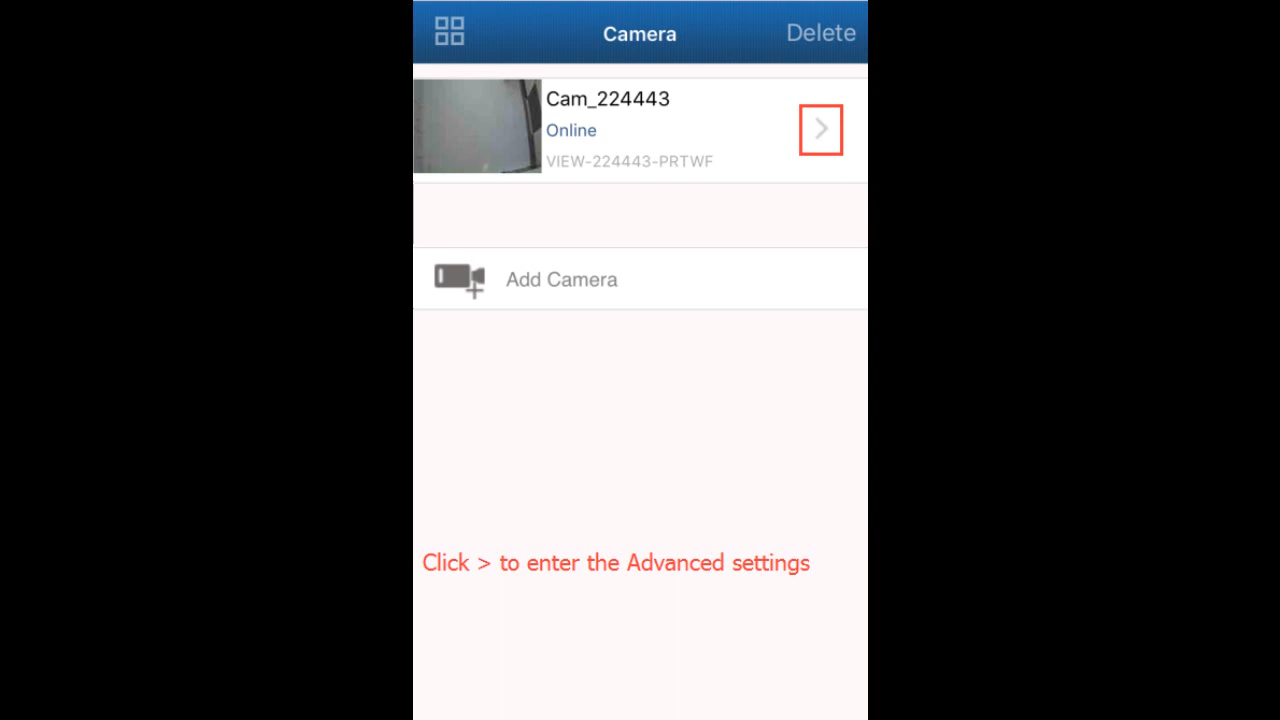 Camera
Delete
Cam_224443
Online
VIEW-224443-PRTWF
Add Camera
Click > to enter the Advanced settings